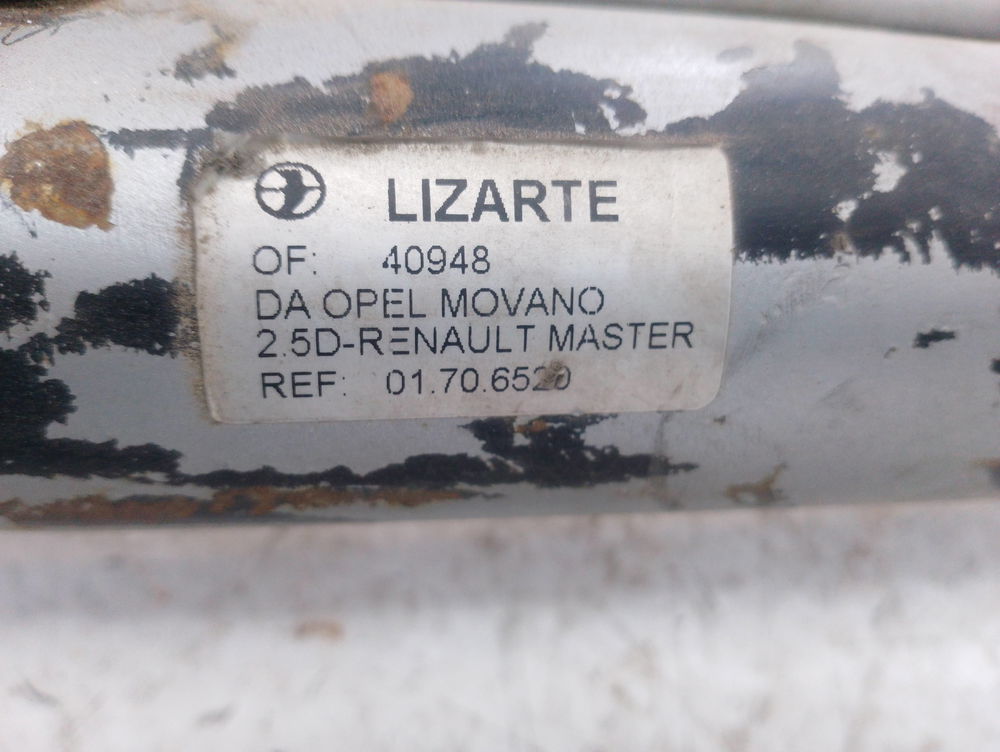 LIZARTE
OF: 40948
DA OPEL MOVANO
2.5D-RENAULT MASTER
REF: 01.70.6520